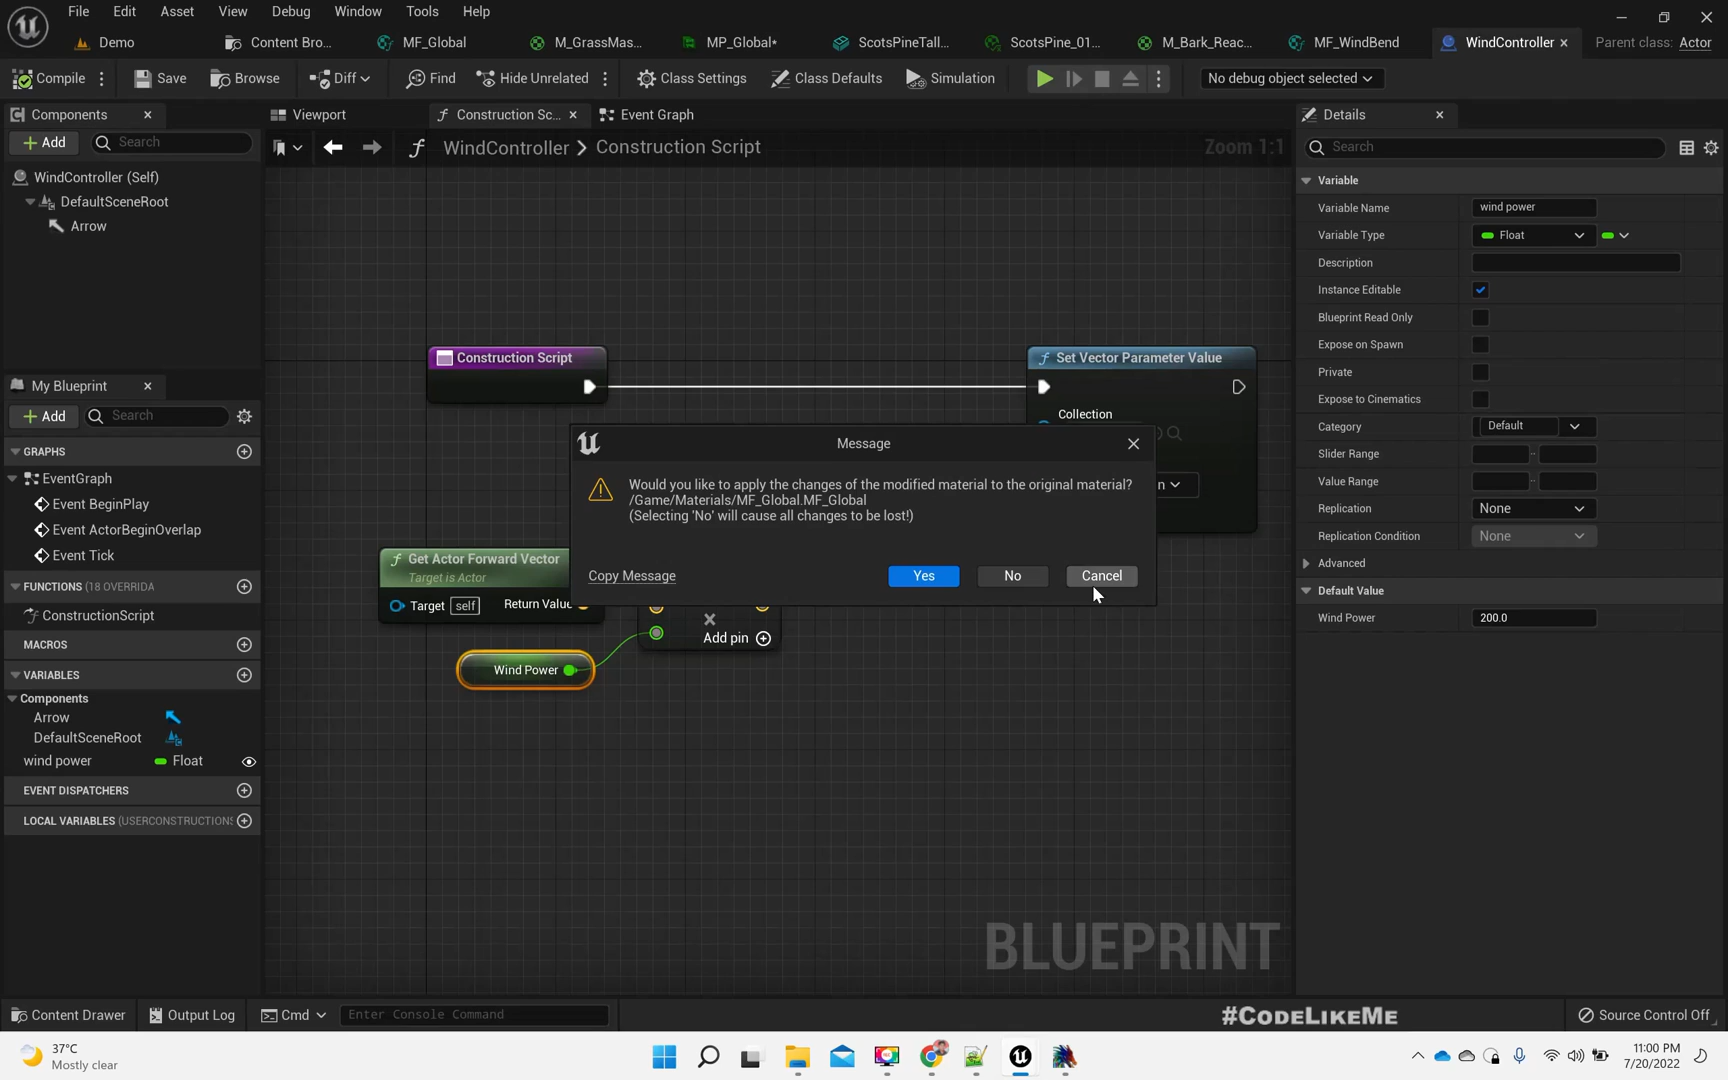 File Edit Asset View Debug Window Tools Help
Demo Content Bro... MF_Global M_GrassMas... MP_Global* ScotsPineTall... ScotsPine_01... M_Bark_Reac... MF_WindBend WindController Parent class: Actor
Compile Save Browse Diff Find Hide Unrelated Class Settings Class Defaults Simulation No debug object selected
Components Viewport Construction Sc... Event Graph Details
Add Search WindController > Construction Script Zoom 1:1 Search
WindController (Self)
DefaultSceneRoot
Arrow
My Blueprint
Add Search
GRAPHS
EventGraph
Event BeginPlay
Event ActorBeginOverlap
Event Tick
FUNCTIONS (18 OVERRIDA
ConstructionScript
MACROS
VARIABLES
Components
Arrow
DefaultSceneRoot
wind power Float
EVENT DISPATCHERS
LOCAL VARIABLES (USERCONSTRUCTIONS
Construction Script
Set Vector Parameter Value
Collection
n
Message
Would you like to apply the changes of the modified material to the original material?
/Game/Materials/MF_Global.MF_Global
(Selecting 'No' will cause all changes to be lost!)
Copy Message Yes No Cancel
Get Actor Forward Vector
Target is Actor
Target self Return Value
Add pin
Wind Power
BLUEPRINT
Variable
Variable Name wind power
Variable Type Float
Description
Instance Editable
Blueprint Read Only
Expose on Spawn
Private
Expose to Cinematics
Category Default
Slider Range
Value Range
Replication None
Replication Condition None
Advanced
Default Value
Wind Power 200.0
Content Drawer Output Log Cmd Enter Console Command #CODELIKEME Source Control Off
37°C
Mostly clear
11:00 PM
7/20/2022